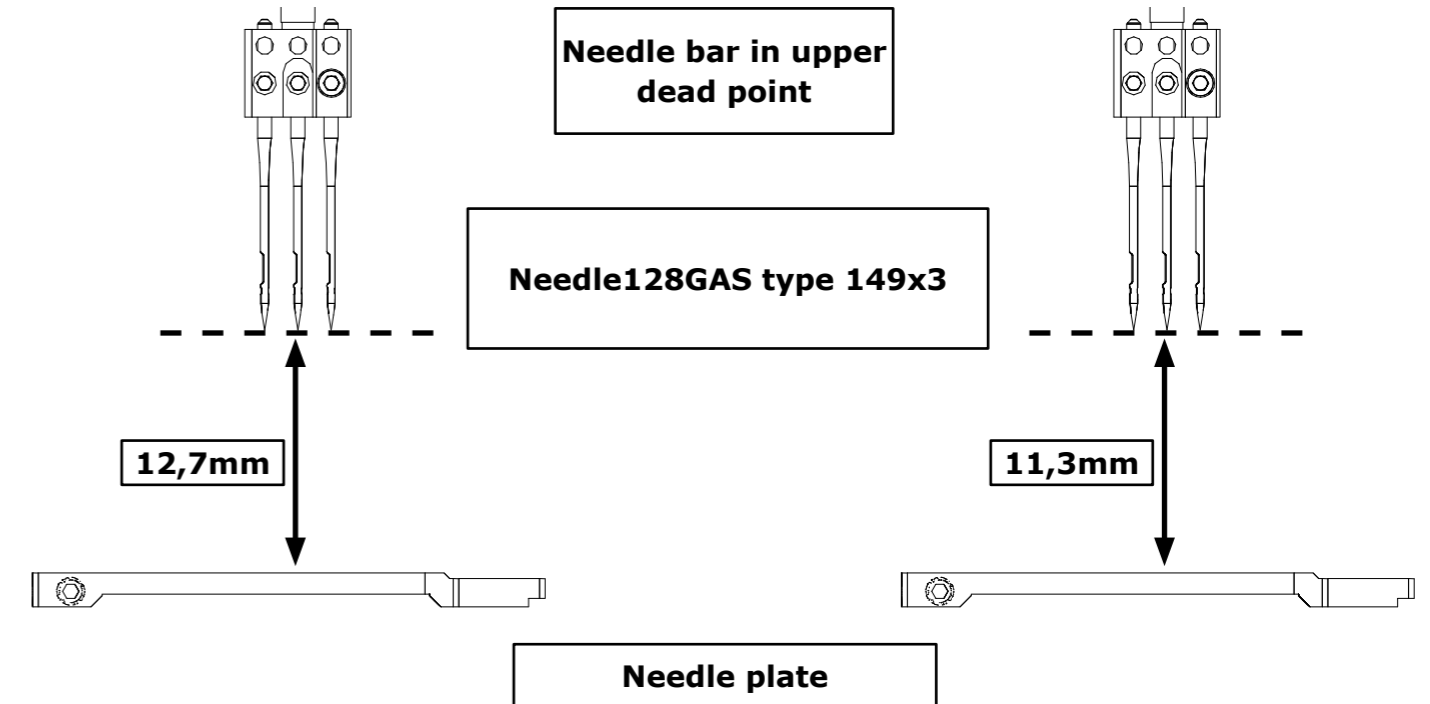 Needle bar in upper
dead point
Needle128GAS type 149x3
12,7mm
11,3mm
Needle plate